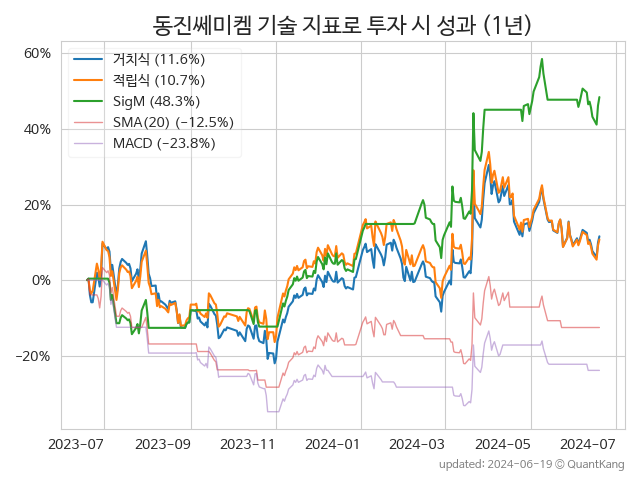 동진쎄미켐 기술 지표로 투자 시 성과 (1년)
60%
40%
20%
0%
−20%
거치식 (11.6%)
적립식 (10.7%)
SigM (48.3%)
SMA(20) (−12.5%)
MACD (−23.8%)
2023-07 2023-09 2023-11 2024-01 2024-03 2024-05 2024-07
updated: 2024-06-19 ⓒ QuantKang